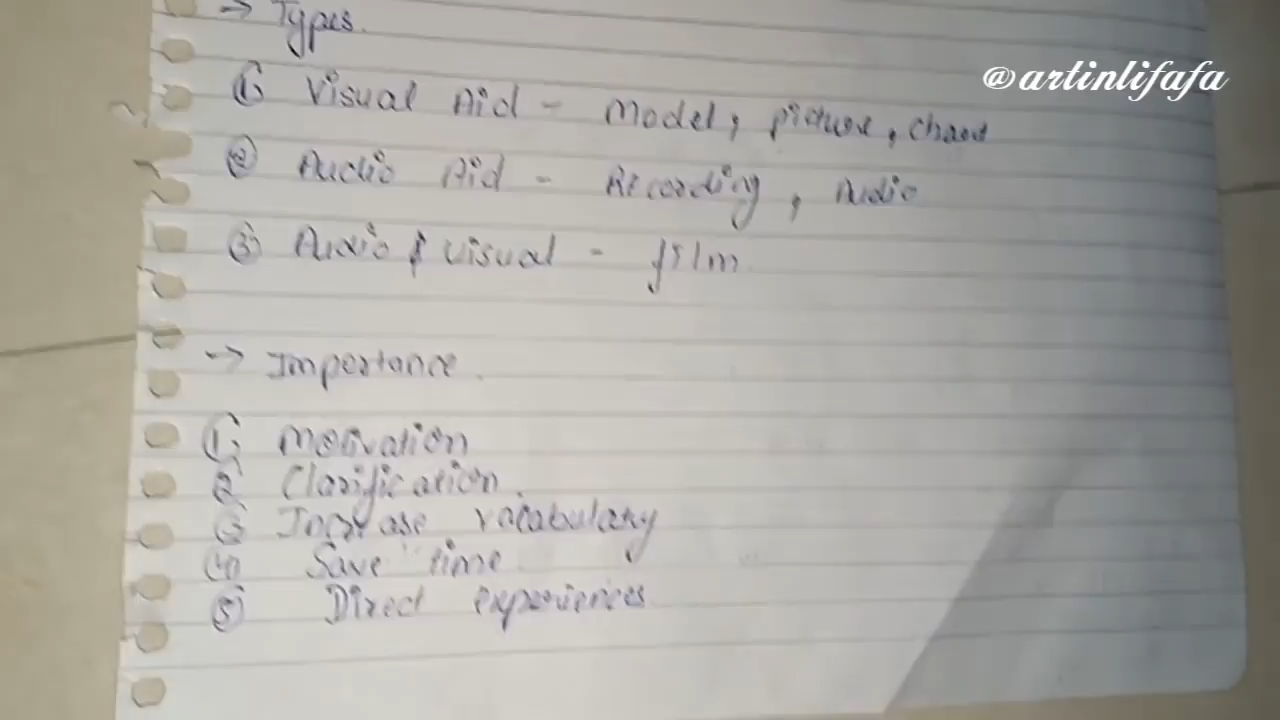 → Types.
@artinlifafa
① Visual Aid - Model, picture, Chart
② Audio Aid - Recording, Audio
③ Audio & Visual - film
→ Importance.
① Motivation
② Clarification.
③ Increase vocabulary
④ Save time
⑤ Direct experiences